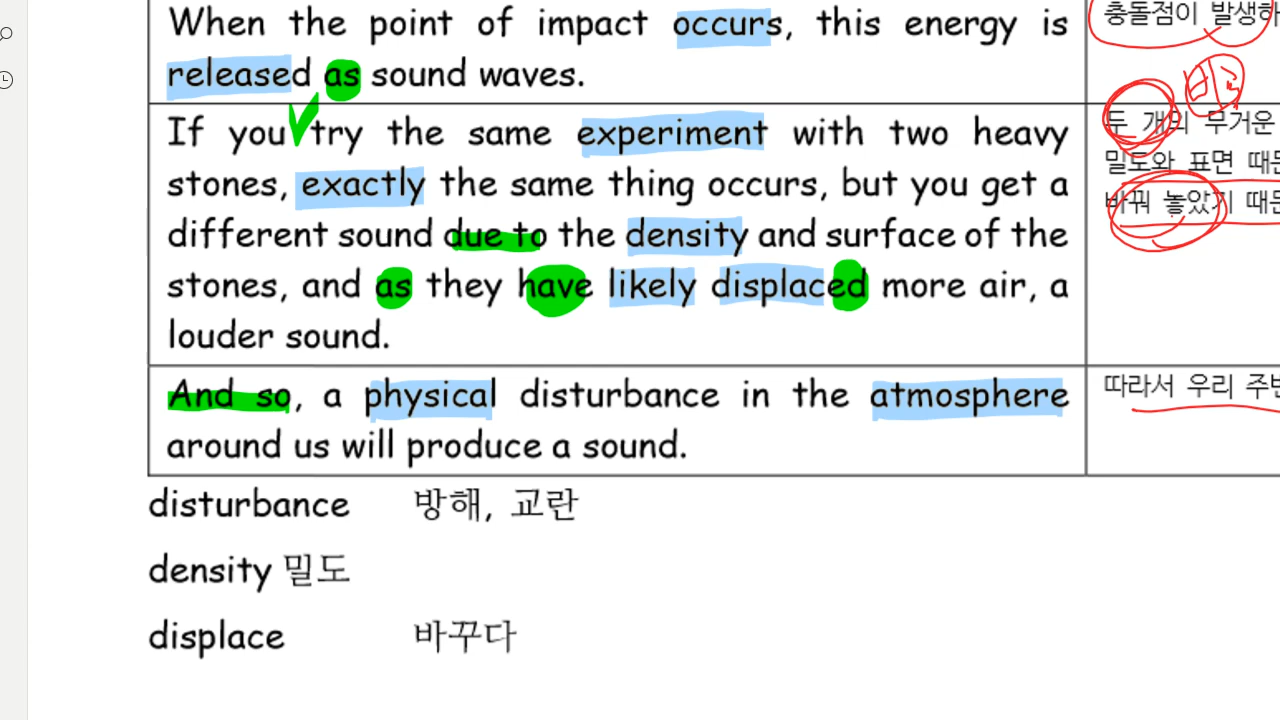 When the point of impact occurs, this energy is
released as sound waves.
충돌점이 발생하
If you try the same experiment with two heavy
stones, exactly the same thing occurs, but you get a
different sound due to the density and surface of the
stones, and as they have likely displaced more air, a
louder sound.
두 개의 무거운
밀도와 표면 때문
바꿔 놓았기 때문
And so, a physical disturbance in the atmosphere
around us will produce a sound.
따라서 우리 주변
disturbance 방해, 교란
density 밀도
displace 바꾸다